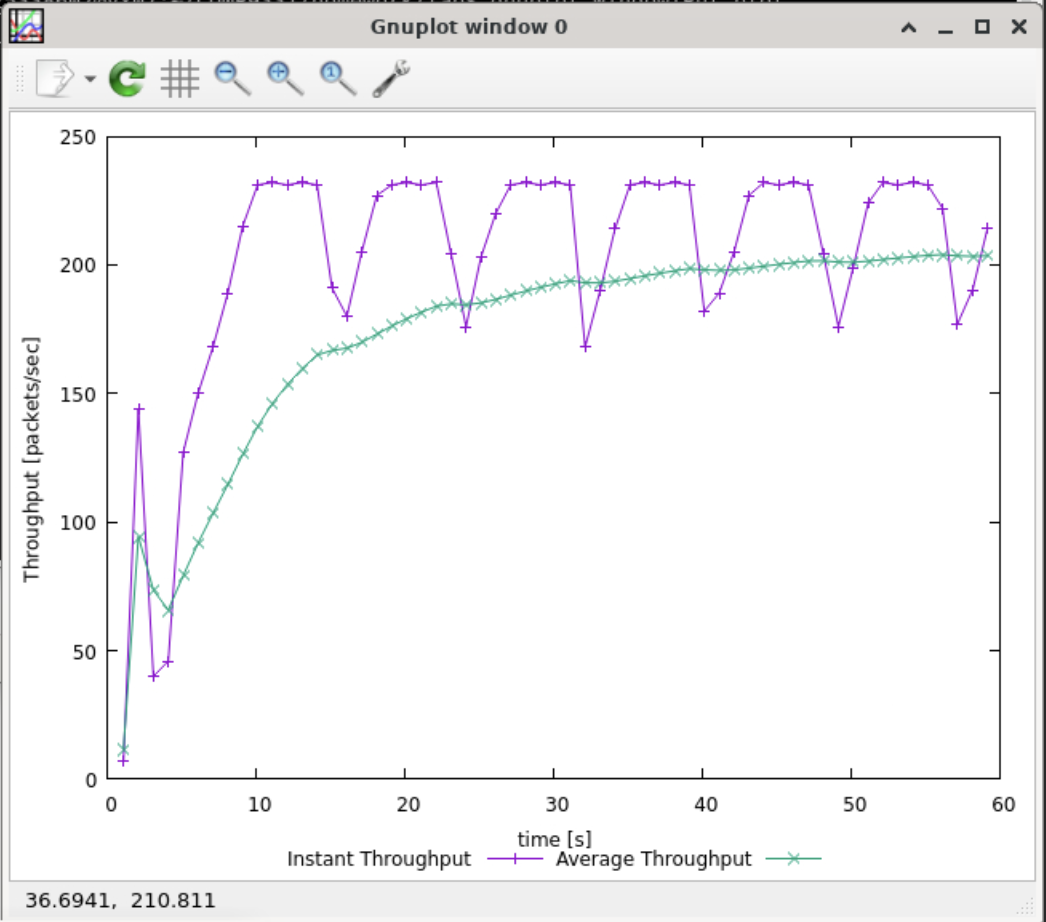 Gnuplot window 0
250
200
150
100
50
0
Throughput [packets/sec]
0 10 20 30 40 50 60
time [s]
Instant Throughput Average Throughput
36.6941, 210.811